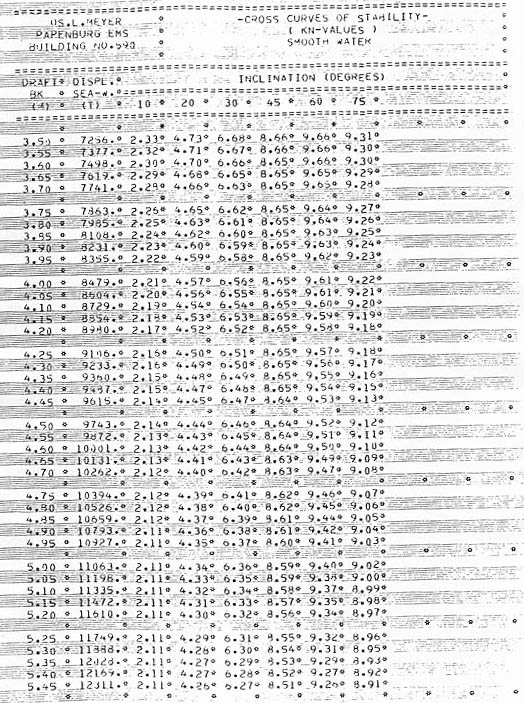 US.L.MEYER -CROSS CURVES OF STABILITY-
PAPENBURG EMS ( KN-VALUES )
BUILDING NO.590 SMOOTH WATER
DRAFT* DISPL.* INCLINATION (DEGREES)
BK * SEA-W.*
(M) * (T) * 10 * 20 * 30 * 45 * 60 * 75 *
3.50 * 7256.* 2.33* 4.73* 6.68* 8.66* 9.66* 9.31*
3.55 * 7377.* 2.32* 4.71* 6.67* 8.66* 9.66* 9.30*
3.60 * 7498.* 2.30* 4.70* 6.66* 8.65* 9.66* 9.30*
3.65 * 7619.* 2.29* 4.68* 6.65* 8.65* 9.65* 9.29*
3.70 * 7741.* 2.28* 4.66* 6.63* 8.65* 9.65* 9.28*
3.75 * 7863.* 2.26* 4.65* 6.62* 8.65* 9.64* 9.27*
3.80 * 7985.* 2.25* 4.63* 6.61* 8.65* 9.64* 9.26*
3.85 * 8108.* 2.24* 4.62* 6.60* 8.65* 9.63* 9.25*
3.90 * 8231.* 2.23* 4.60* 6.59* 8.65* 9.63* 9.24*
3.95 * 8355.* 2.22* 4.59* 6.58* 8.65* 9.62* 9.23*
4.00 * 8479.* 2.21* 4.57* 6.56* 8.65* 9.61* 9.22*
4.05 * 8604.* 2.20* 4.56* 6.55* 8.65* 9.61* 9.21*
4.10 * 8729.* 2.19* 4.54* 6.54* 8.65* 9.60* 9.20*
4.15 * 8854.* 2.18* 4.53* 6.53* 8.65* 9.59* 9.19*
4.20 * 8980.* 2.17* 4.52* 6.52* 8.65* 9.58* 9.18*
4.25 * 9106.* 2.16* 4.50* 6.51* 8.65* 9.57* 9.18*
4.30 * 9233.* 2.16* 4.49* 6.50* 8.65* 9.56* 9.17*
4.35 * 9360.* 2.15* 4.48* 6.49* 8.65* 9.55* 9.16*
4.40 * 9487.* 2.15* 4.47* 6.48* 8.65* 9.54* 9.15*
4.45 * 9615.* 2.14* 4.45* 6.47* 8.64* 9.53* 9.13*
4.50 * 9743.* 2.14* 4.44* 6.46* 8.64* 9.52* 9.12*
4.55 * 9872.* 2.13* 4.43* 6.45* 8.64* 9.51* 9.11*
4.60 * 10001.* 2.13* 4.42* 6.44* 8.64* 9.50* 9.10*
4.65 * 10131.* 2.13* 4.41* 6.43* 8.63* 9.49* 9.09*
4.70 * 10262.* 2.12* 4.40* 6.42* 8.63* 9.47* 9.08*
4.75 * 10394.* 2.12* 4.39* 6.41* 8.62* 9.46* 9.07*
4.80 * 10526.* 2.12* 4.38* 6.40* 8.62* 9.45* 9.06*
4.85 * 10659.* 2.12* 4.37* 6.39* 8.61* 9.44* 9.05*
4.90 * 10793.* 2.11* 4.36* 6.38* 8.61* 9.42* 9.04*
4.95 * 10927.* 2.11* 4.35* 6.37* 8.60* 9.41* 9.03*
5.00 * 11063.* 2.11* 4.34* 6.36* 8.59* 9.40* 9.02*
5.05 * 11198.* 2.11* 4.33* 6.35* 8.59* 9.38* 9.00*
5.10 * 11335.* 2.11* 4.32* 6.34* 8.58* 9.37* 8.99*
5.15 * 11472.* 2.11* 4.31* 6.33* 8.57* 9.35* 8.98*
5.20 * 11610.* 2.11* 4.30* 6.32* 8.56* 9.34* 8.97*
5.25 * 11749.* 2.11* 4.29* 6.31* 8.55* 9.32* 8.96*
5.30 * 11888.* 2.11* 4.28* 6.30* 8.54* 9.31* 8.95*
5.35 * 12028.* 2.11* 4.27* 6.29* 8.53* 9.29* 8.93*
5.40 * 12169.* 2.11* 4.27* 6.28* 8.52* 9.27* 8.92*
5.45 * 12311.* 2.11* 4.26* 6.27* 8.51* 9.26* 8.91*